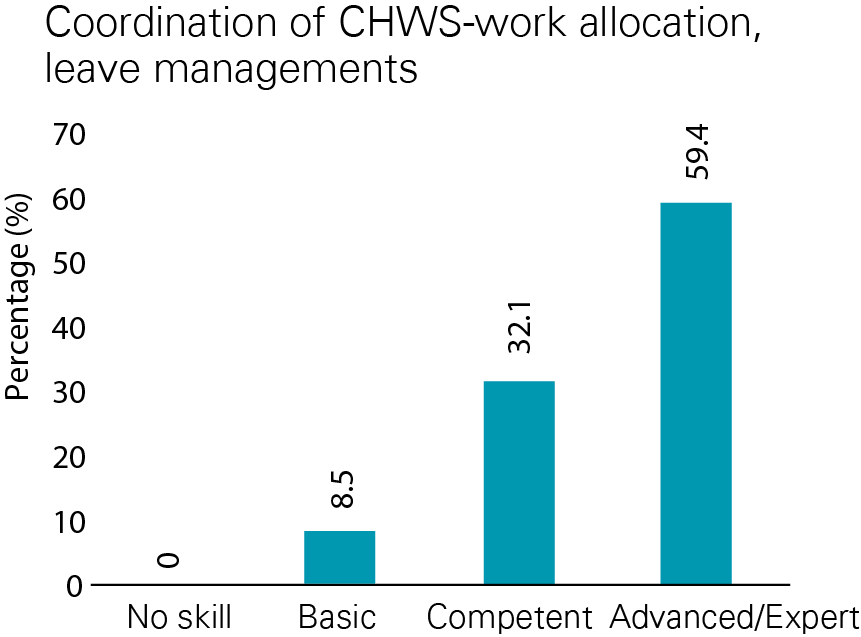 Coordination of CHWS-work allocation,
leave managements
Percentage (%)
70
60
50
40
30
20
10
0
0
8.5
32.1
59.4
No skill
Basic
Competent
Advanced/Expert